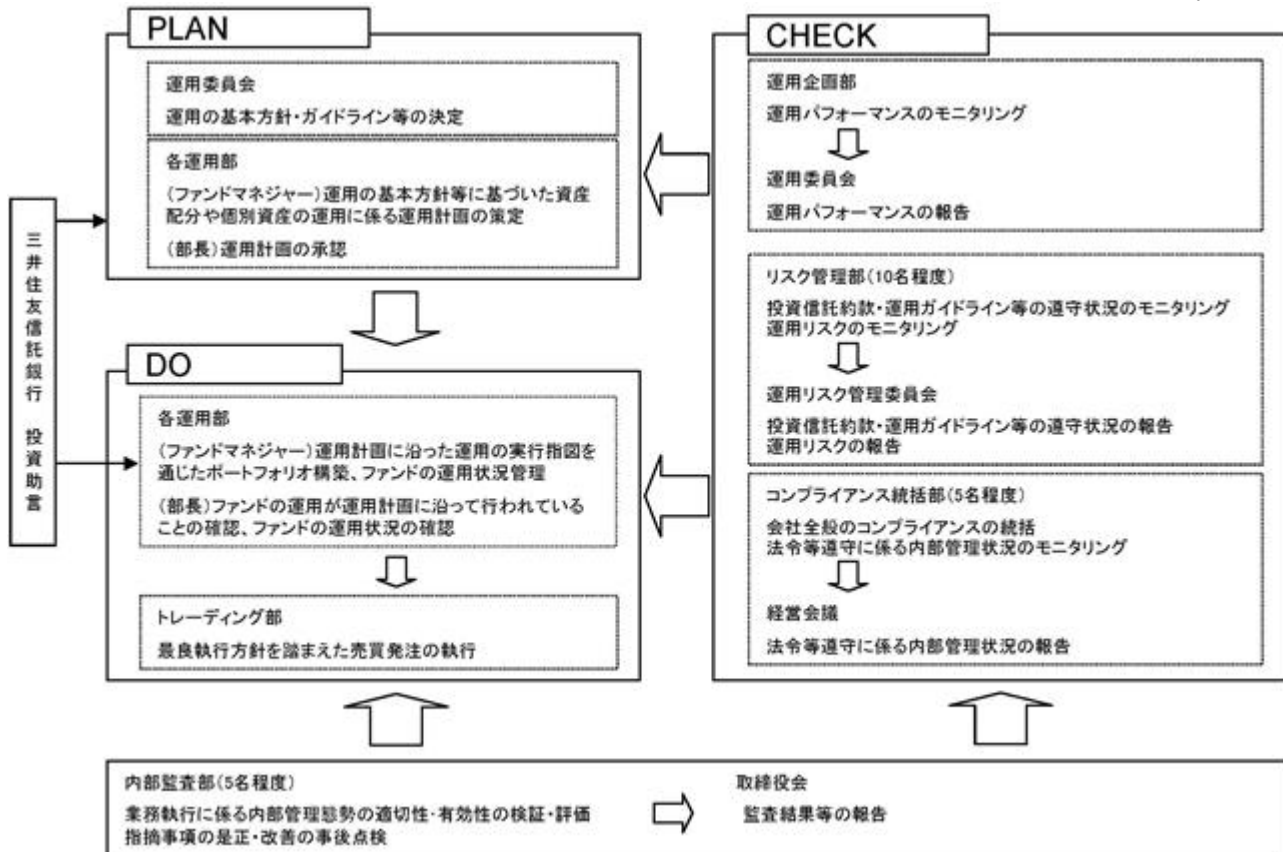 PLAN
運用委員会
運用の基本方針・ガイドライン等の決定
各運用部
(ファンドマネジャー)運用の基本方針等に基づいた資産
配分や個別資産の運用に係る運用計画の策定
(部長)運用計画の承認
三井住友信託銀行 投資助言
DO
各運用部
(ファンドマネジャー)運用計画に沿った運用の実行指図を
通じたポートフォリオ構築、ファンドの運用状況管理
(部長)ファンドの運用が運用計画に沿って行われている
ことの確認、ファンドの運用状況の確認
トレーディング部
最良執行方針を踏まえた売買発注の執行
CHECK
運用企画部
運用パフォーマンスのモニタリング
運用委員会
運用パフォーマンスの報告
リスク管理部(10名程度)
投資信託約款・運用ガイドライン等の遵守状況のモニタリング
運用リスクのモニタリング
運用リスク管理委員会
投資信託約款・運用ガイドライン等の遵守状況の報告
運用リスクの報告
コンプライアンス統括部(5名程度)
会社全般のコンプライアンスの統括
法令等遵守に係る内部管理状況のモニタリング
経営会議
法令等遵守に係る内部管理状況の報告
内部監査部(5名程度)
業務執行に係る内部管理態勢の適切性・有効性の検証・評価
指摘事項の是正・改善の事後点検
取締役会
監査結果等の報告